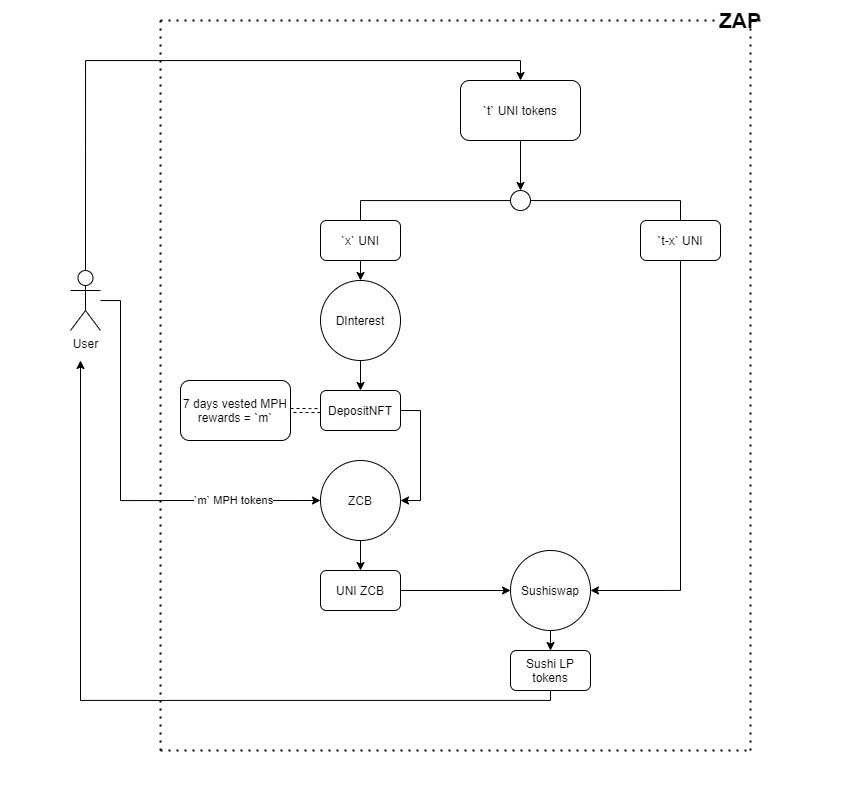 ZAP
`t` UNI tokens
`x` UNI
`t-x` UNI
DInterest
User
7 days vested MPH
rewards = `m`
DepositNFT
`m` MPH tokens
ZCB
UNI ZCB
Sushiswap
Sushi LP
tokens